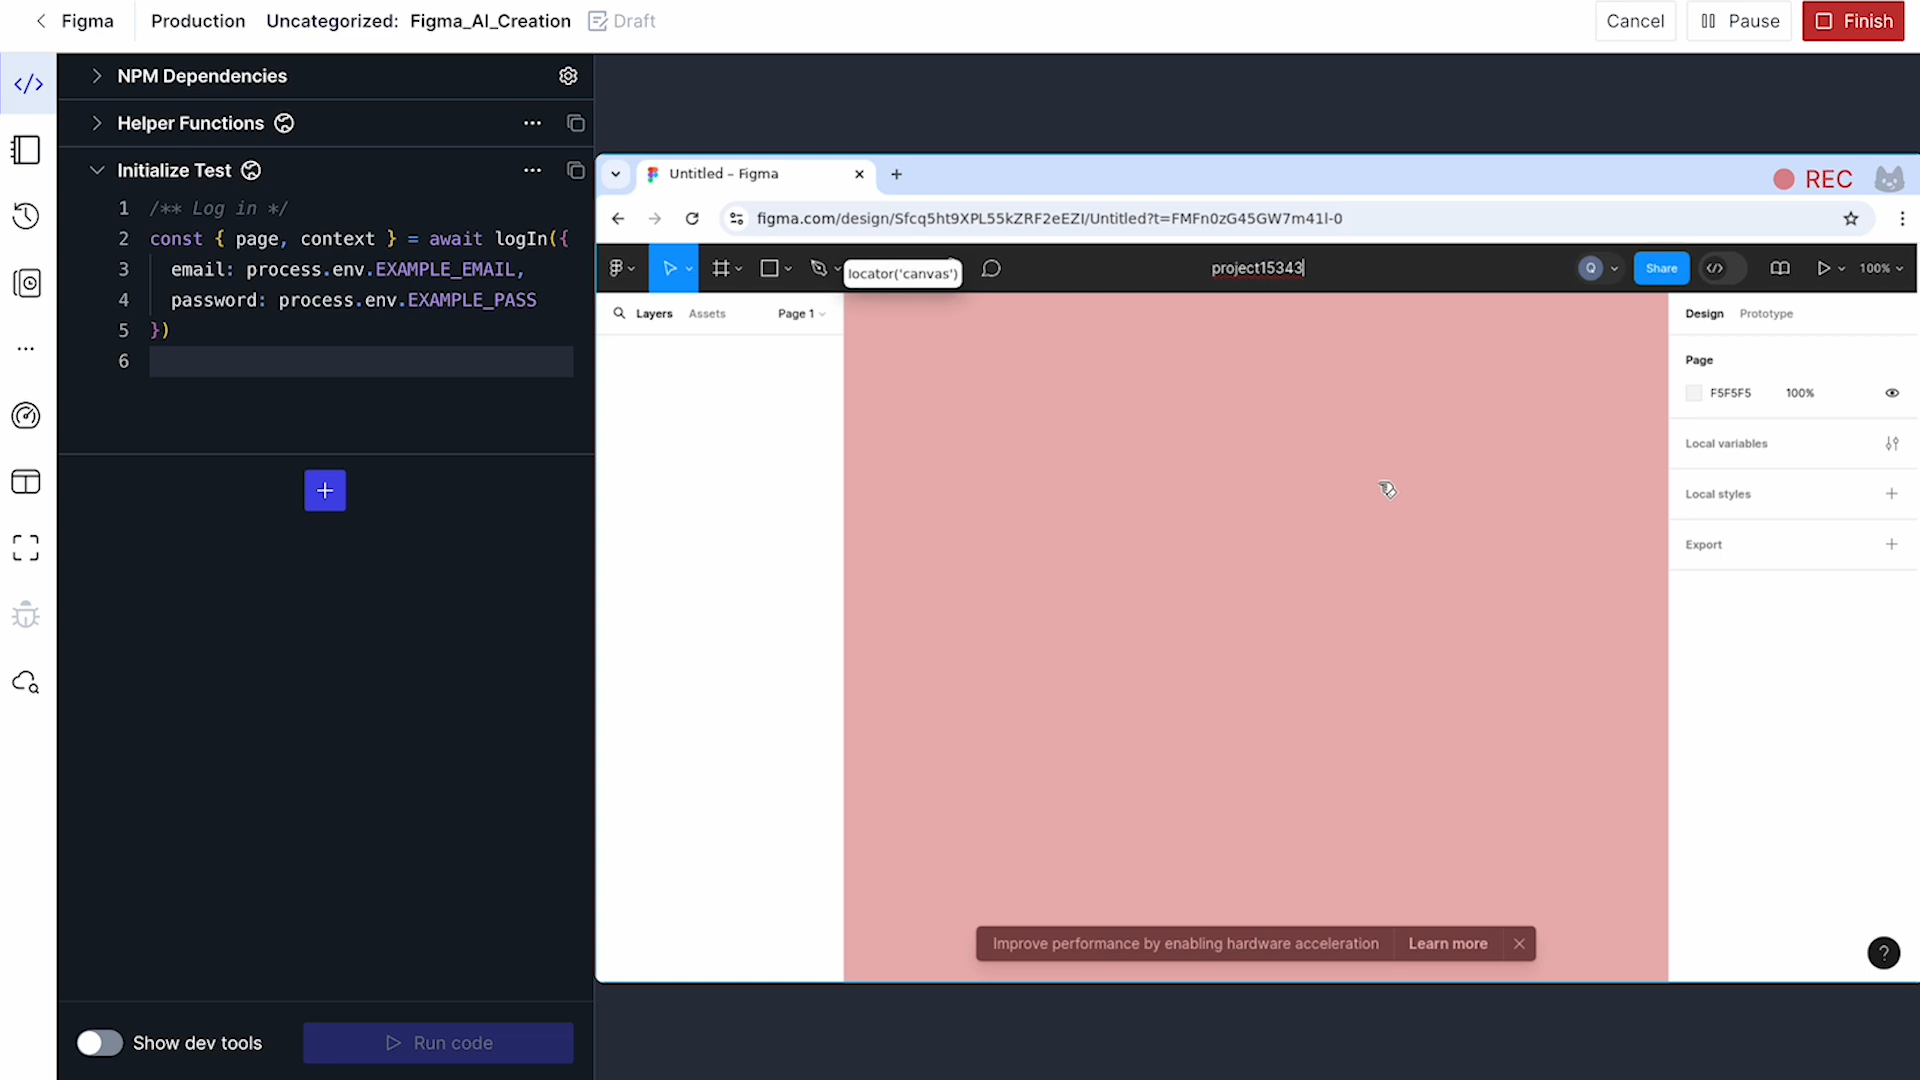 Figma
Production
Uncategorized: Figma_AI_Creation
Draft
Cancel
Pause
Finish
NPM Dependencies
Helper Functions
Initialize Test
1 /** Log in */
2 const { page, context } = await logIn({
3 email: process.env.EXAMPLE_EMAIL,
4 password: process.env.EXAMPLE_PASS
5 })
6
Show dev tools
Run code
Untitled – Figma
REC
figma.com/design/Sfcq5ht9XPL55kZRF2eEZI/Untitled?t=FMFn0zG45GW7m41l-0
locator('canvas')
project15343
Q
Share
100%
Layers
Assets
Page 1
Design
Prototype
Page
F5F5F5
100%
Local variables
Local styles
Export
Improve performance by enabling hardware acceleration
Learn more
?